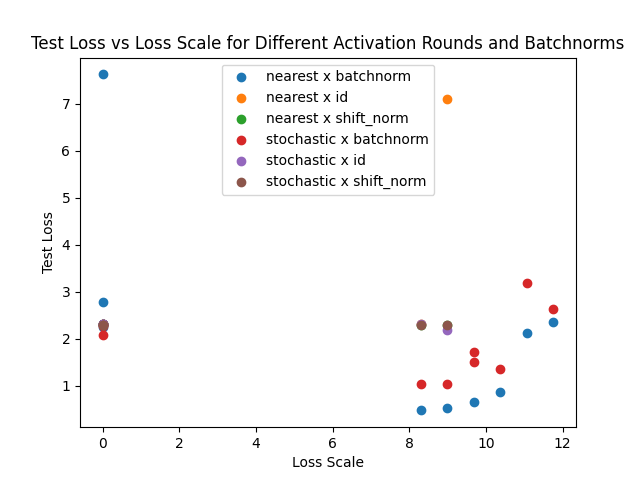 Test Loss vs Loss Scale for Different Activation Rounds and Batchnorms
nearest x batchnorm
nearest x id
nearest x shift_norm
stochastic x batchnorm
stochastic x id
stochastic x shift_norm
Test Loss
7
6
5
4
3
2
1
0
2
4
6
8
10
12
Loss Scale